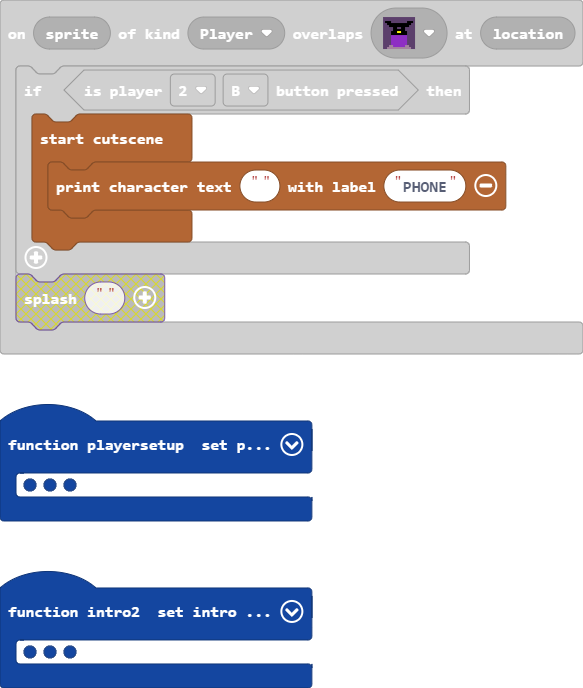 on sprite of kind Player overlaps at location
if is player 2 B button pressed then
start cutscene
print character text " " with label "PHONE"
splash " "
function playersetup set p...
function intro2 set intro ...